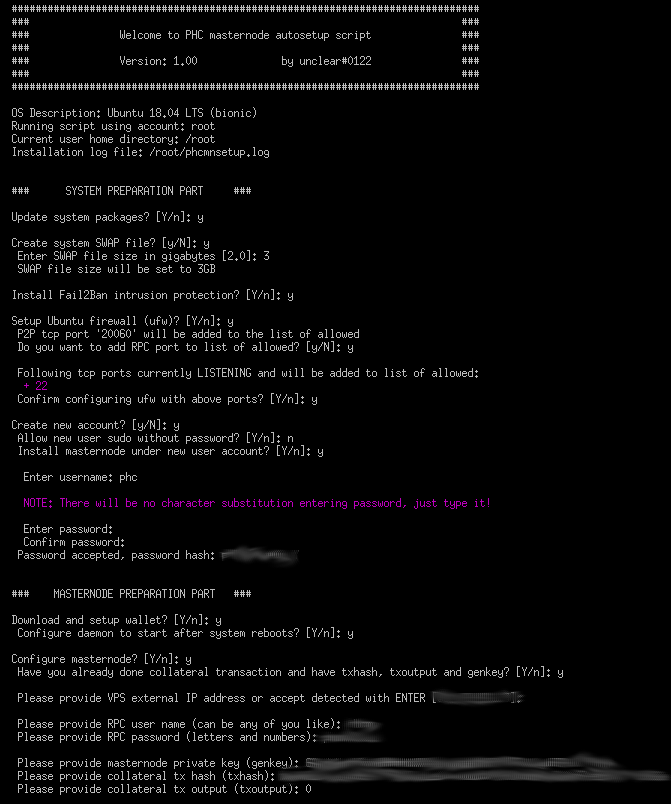 ##############################################################################
### ###
### Welcome to PHC masternode autosetup script ###
### ###
### Version: 1.00 by unclear#0122 ###
### ###
##############################################################################
OS Description: Ubuntu 18.04 LTS (bionic)
Running script using account: root
Current user home directory: /root
Installation log file: /root/phcmnsetup.log
### SYSTEM PREPARATION PART ###
Update system packages? [Y/n]: y
Create system SWAP file? [y/N]: y
Enter SWAP file size in gigabytes [2.0]: 3
SWAP file size will be set to 3GB
Install Fail2Ban intrusion protection? [Y/n]: y
Setup Ubuntu firewall (ufw)? [Y/n]: y
P2P tcp port '20060' will be added to the list of allowed
Do you want to add RPC port to list of allowed? [y/N]: y
Following tcp ports currently LISTENING and will be added to list of allowed:
+ 22
Confirm configuring ufw with above ports? [Y/n]: y
Create new account? [y/N]: y
Allow new user sudo without password? [Y/n]: n
Install masternode under new user account? [Y/n]: y
Enter username: phc
NOTE: There will be no character substitution entering password, just type it!
Enter password:
Confirm password:
Password accepted, password hash:
### MASTERNODE PREPARATION PART ###
Download and setup wallet? [Y/n]: y
Configure daemon to start after system reboots? [Y/n]: y
Configure masternode? [Y/n]: y
Have you already done collateral transaction and have txhash, txoutput and genkey? [Y/n]: y
Please provide VPS external IP address or accept detected with ENTER [ ]:
Please provide RPC user name (can be any of you like):
Please provide RPC password (letters and numbers):
Please provide masternode private key (genkey):
Please provide collateral tx hash (txhash):
Please provide collateral tx output (txoutput): 0